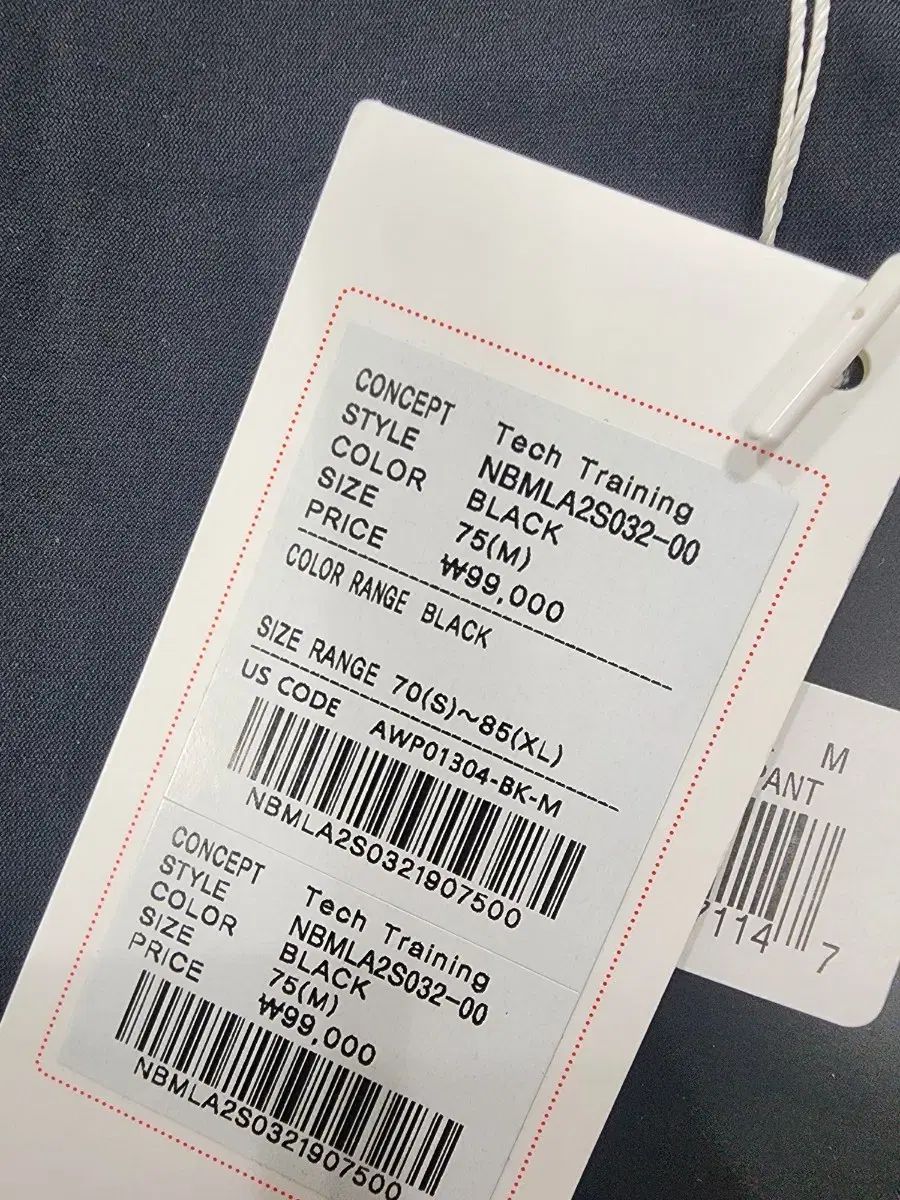 CONCEPT Tech Training
STYLE NBMLA2S032-00
COLOR BLACK
SIZE 75(M)
PRICE ₩99,000
COLOR RANGE BLACK
SIZE RANGE 70(S)~85(XL)
US CODE AWP01304-BK-M
NBMLA2S0321907500
CONCEPT Tech Training
STYLE NBMLA2S032-00
COLOR BLACK
SIZE 75(M)
PRICE ₩99,000
NBMLA2S0321907500
M
PANT
7114 7